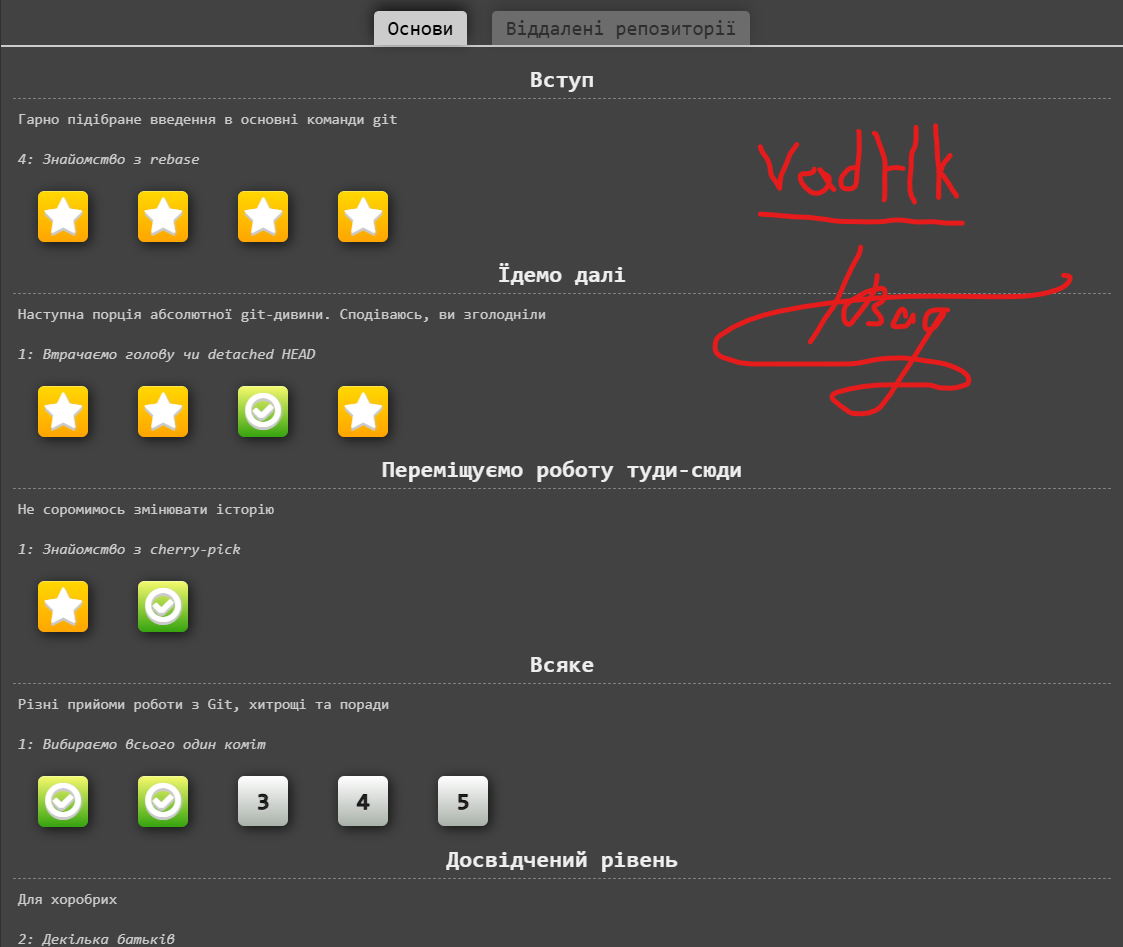 Основи
Віддалені репозиторії
Вступ
Гарно підібране введення в основні команди git
4: Знайомство з rebase
VadHk
Їдемо далі
Наступна порція абсолютної git-дивини. Сподіваюсь, ви зголодніли
1: Втрачаємо голову чи detached HEAD
Переміщуємо роботу туди-сюди
Не соромимось змінювати історію
1: Знайомство з cherry-pick
Всяке
Різні прийоми роботи з Git, хитрощі та поради
1: Вибираємо всього один коміт
3 4 5
Досвідчений рівень
Для хоробрих
2: Декілька батьків